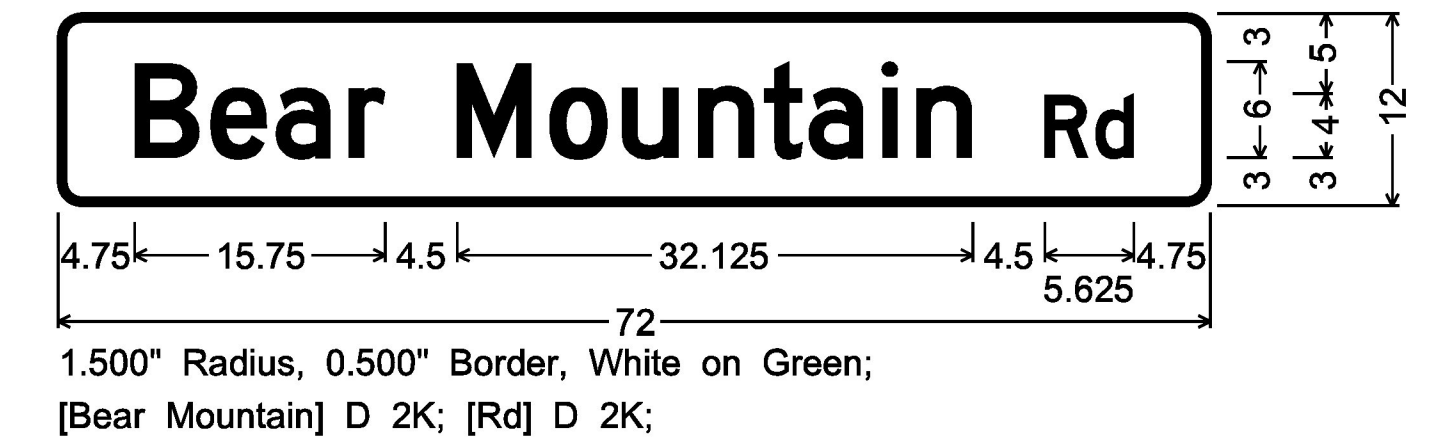 Bear Mountain Rd
3 6 3
5 4 3
12
4.75 15.75 4.5 32.125 4.5 4.75
5.625
72
1.500" Radius, 0.500" Border, White on Green;
[Bear Mountain] D 2K; [Rd] D 2K;